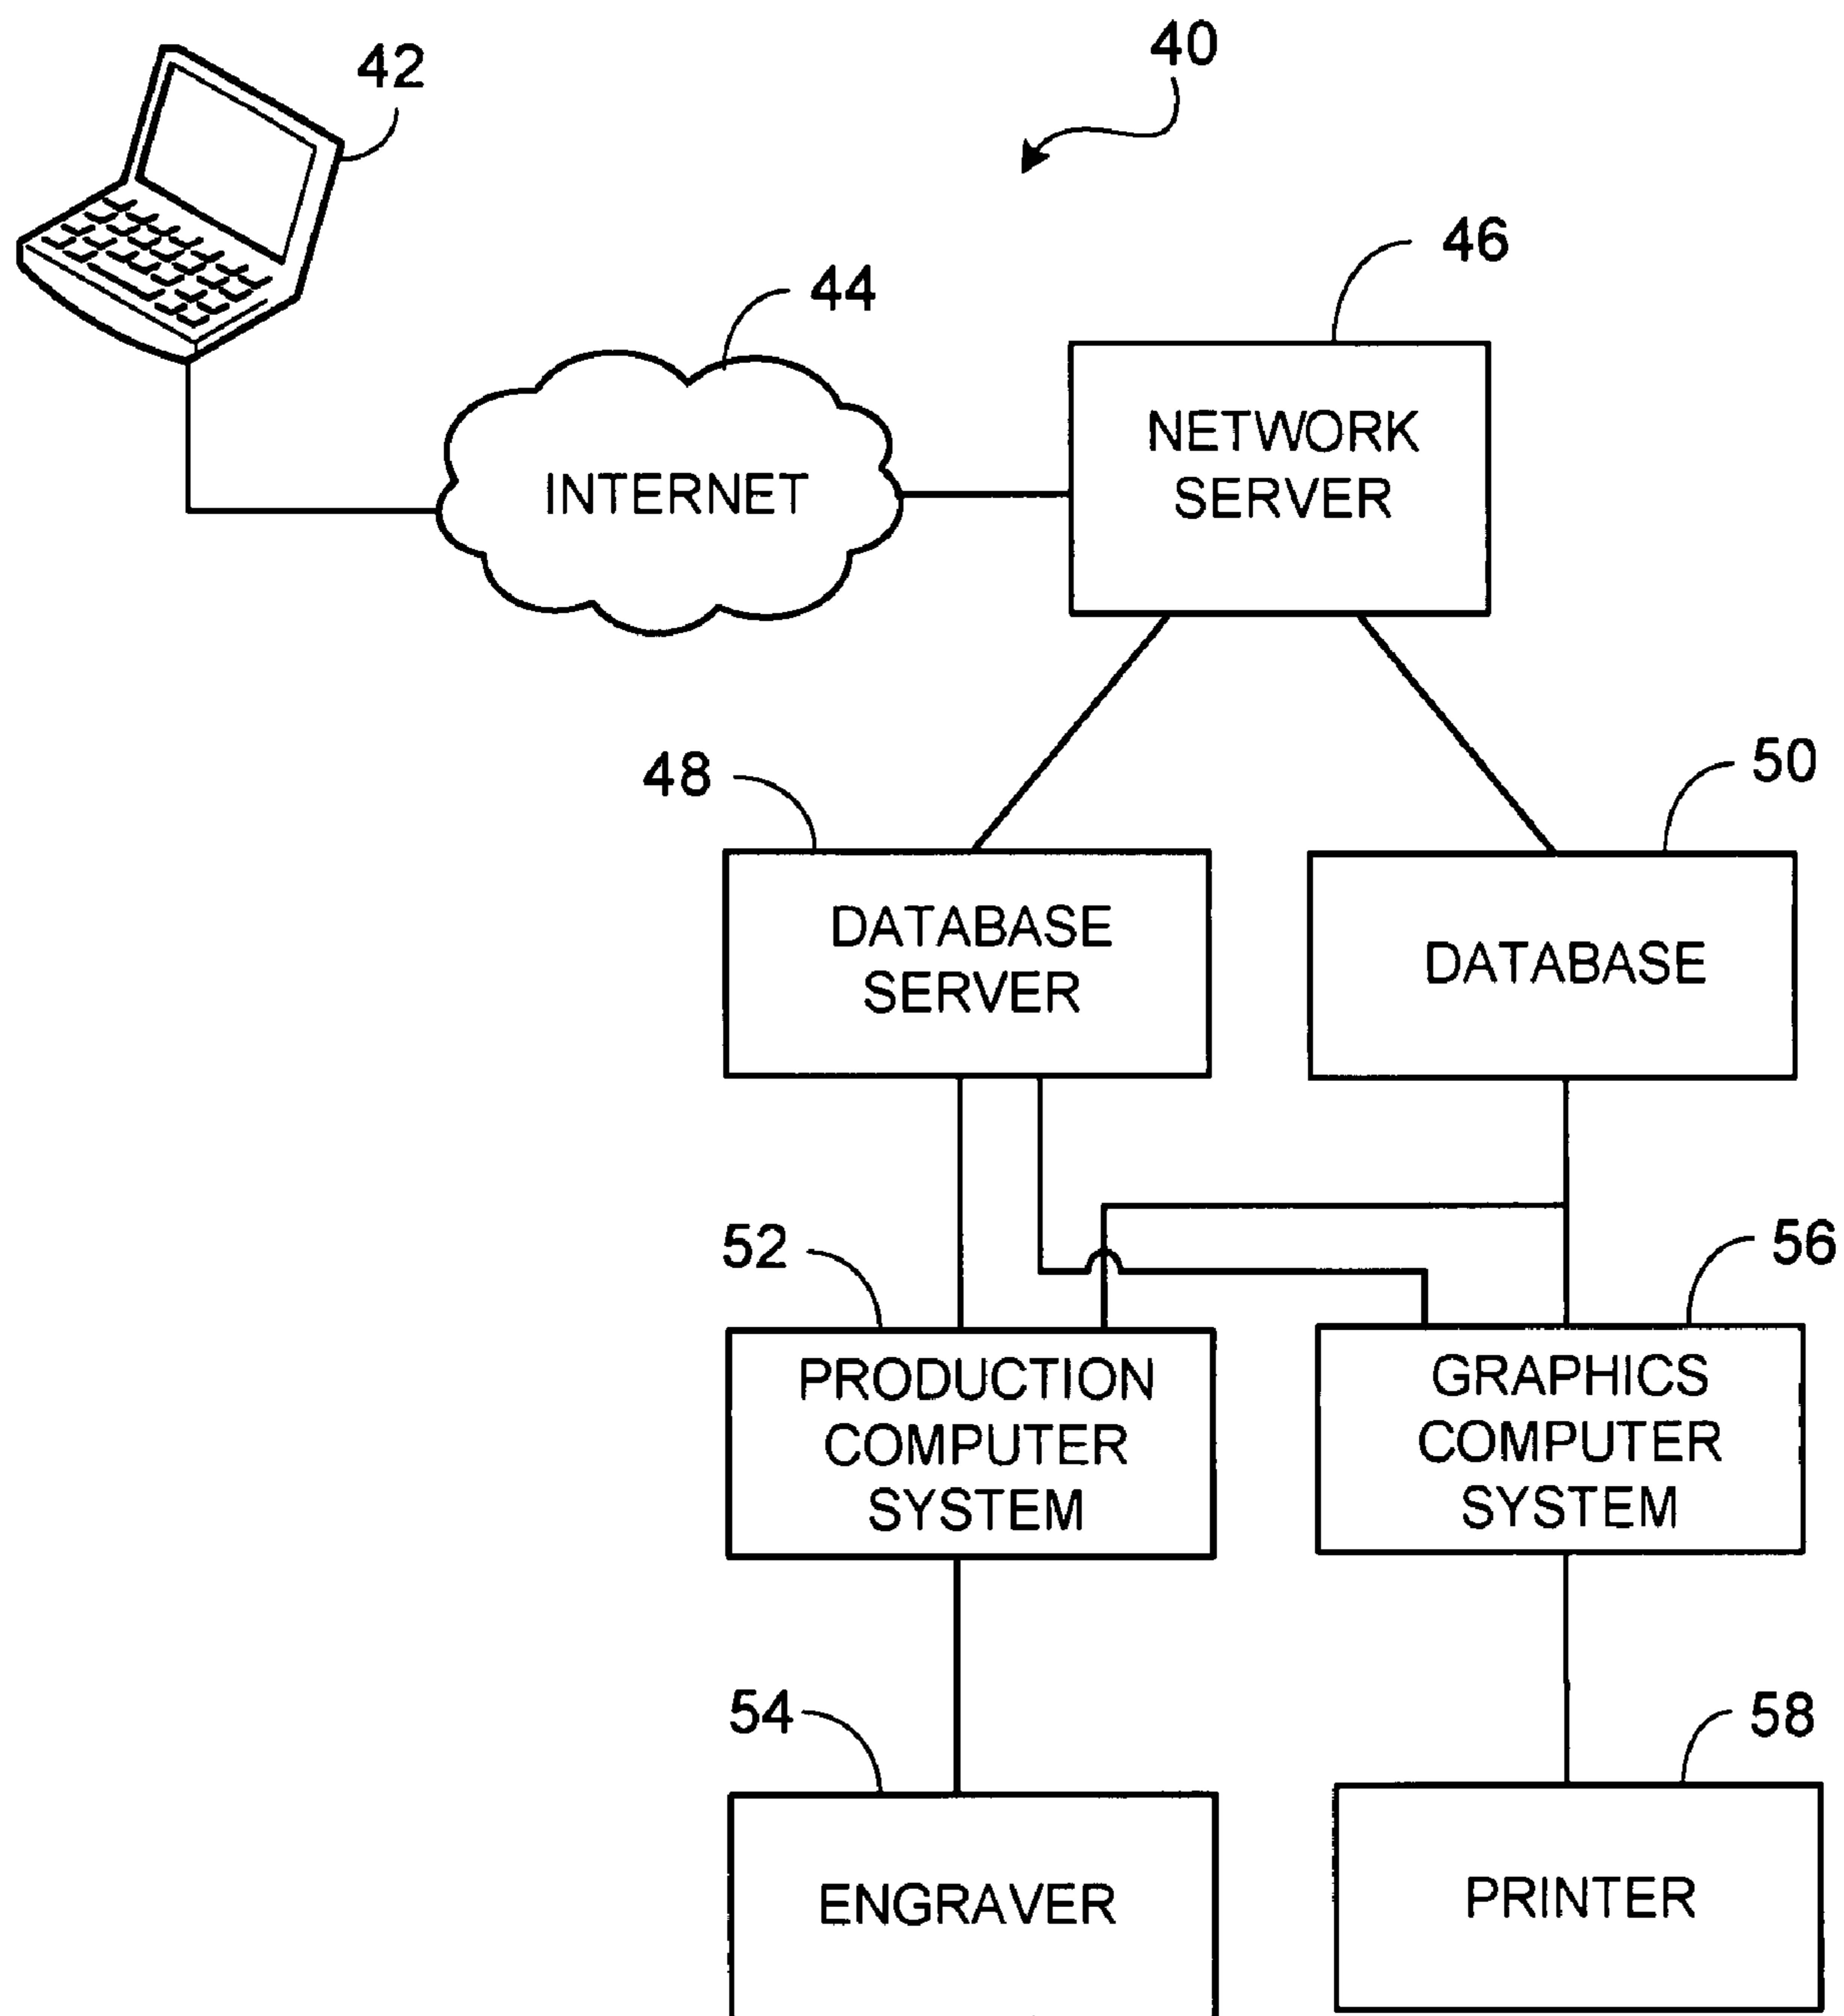 40
42
46
44
NETWORK
SERVER
INTERNET
48
50
DATABASE
SERVER
DATABASE
52
56
PRODUCTION
COMPUTER
SYSTEM
GRAPHICS
COMPUTER
SYSTEM
54
58
ENGRAVER
PRINTER